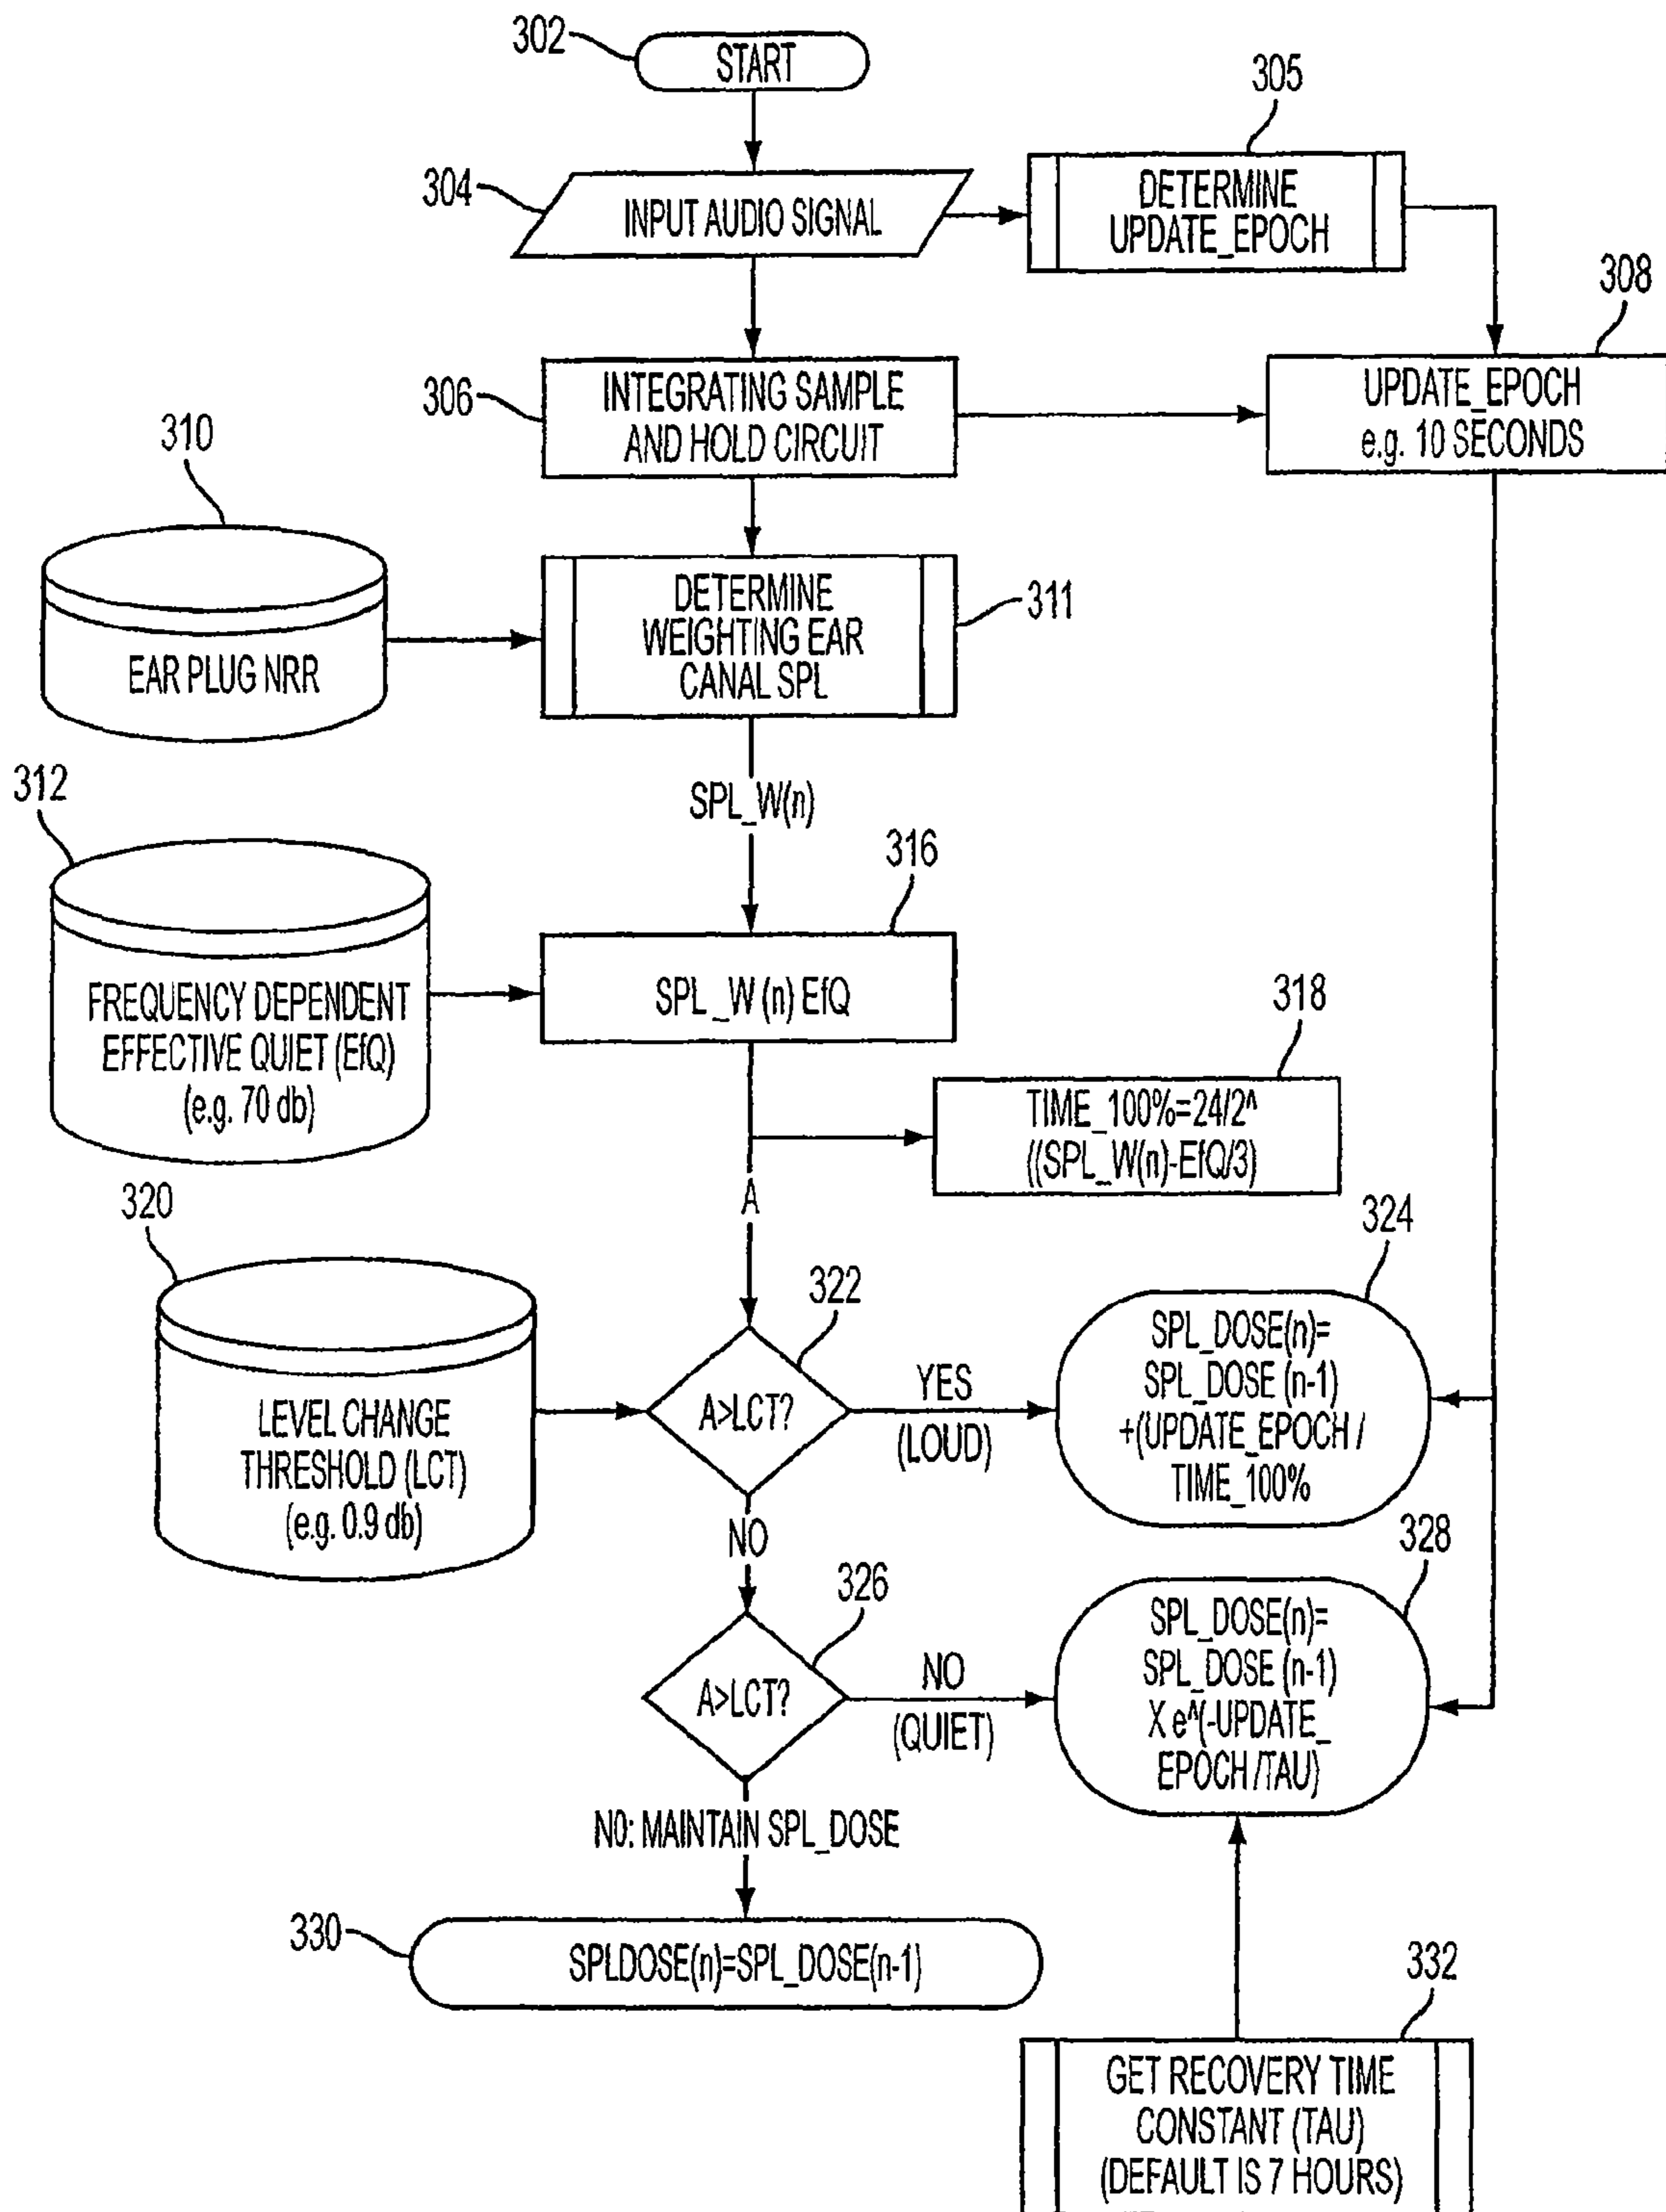 302
START
305
304
INPUT AUDIO SIGNAL
DETERMINE
UPDATE_EPOCH
308
306
INTEGRATING SAMPLE
AND HOLD CIRCUIT
UPDATE_EPOCH
e.g. 10 SECONDS
310
EAR PLUG NRR
DETERMINE
WEIGHTING EAR
CANAL SPL
311
SPL_W(n)
312
316
FREQUENCY DEPENDENT
EFFECTIVE QUIET (EfQ)
(e.g. 70 db)
SPL_W (n) EfQ
318
TIME_100%=24/2^
((SPL_W(n)-EfQ/3)
A
320
322
324
LEVEL CHANGE
THRESHOLD (LCT)
(e.g. 0.9 db)
A>LCT?
YES
(LOUD)
SPL_DOSE(n)=
SPL_DOSE (n-1)
+(UPDATE_EPOCH /
TIME_100%
NO
326
328
A>LCT?
NO
(QUIET)
SPL_DOSE(n)=
SPL_DOSE (n-1)
X e^(-UPDATE_
EPOCH /TAU)
N0: MAINTAIN SPL_DOSE
330
SPLDOSE(n)=SPL_DOSE(n-1)
332
GET RECOVERY TIME
CONSTANT (TAU)
(DEFAULT IS 7 HOURS)